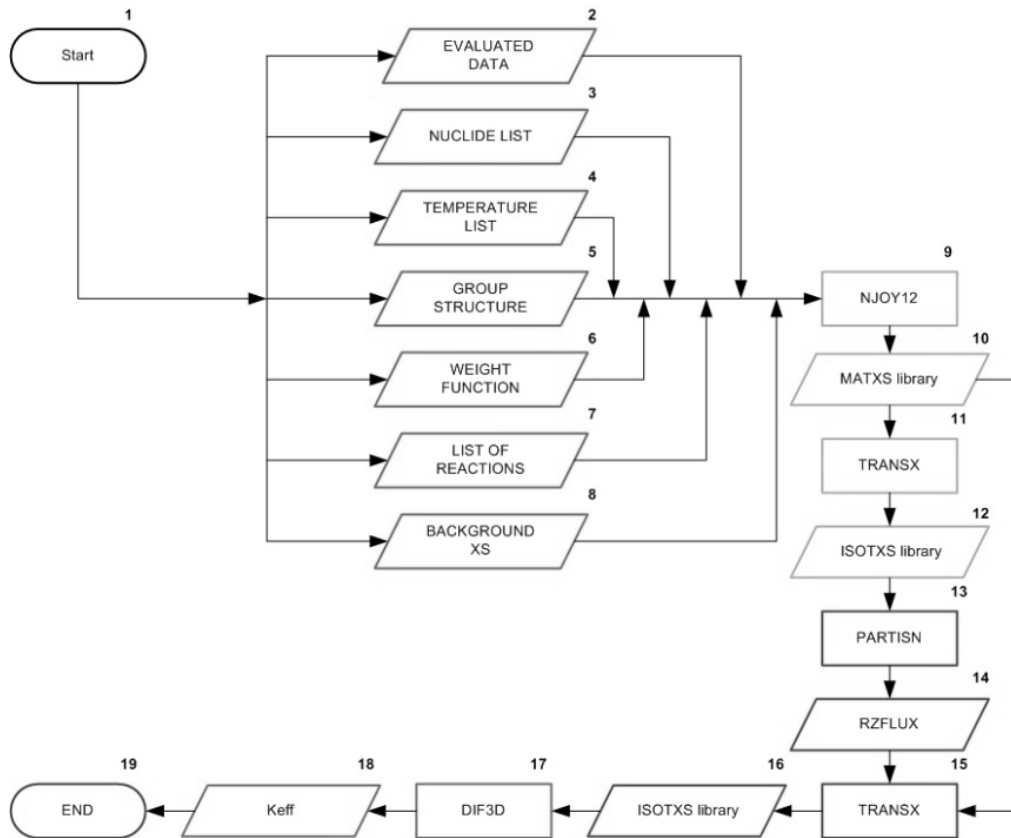 1
Start
2
EVALUATED
DATA
3
NUCLIDE LIST
4
TEMPERATURE
LIST
5
GROUP
STRUCTURE
6
WEIGHT
FUNCTION
7
LIST OF
REACTIONS
8
BACKGROUND
XS
9
NJOY12
10
MATXS library
11
TRANSX
12
ISOTXS library
13
PARTISN
14
RZFLUX
15
TRANSX
16
ISOTXS library
17
DIF3D
18
Keff
19
END